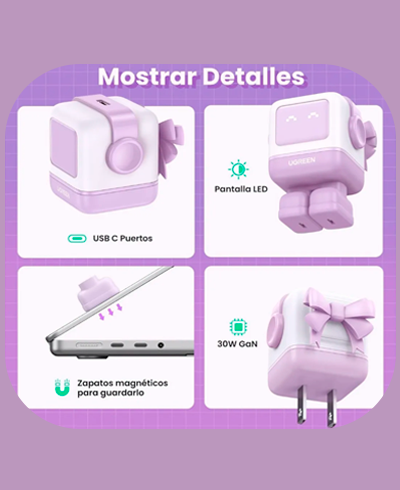 Mostrar Detalles
USB C Puertos
UGREEN
Pantalla LED
Zapatos magnéticos
para guardarlo
30W GaN